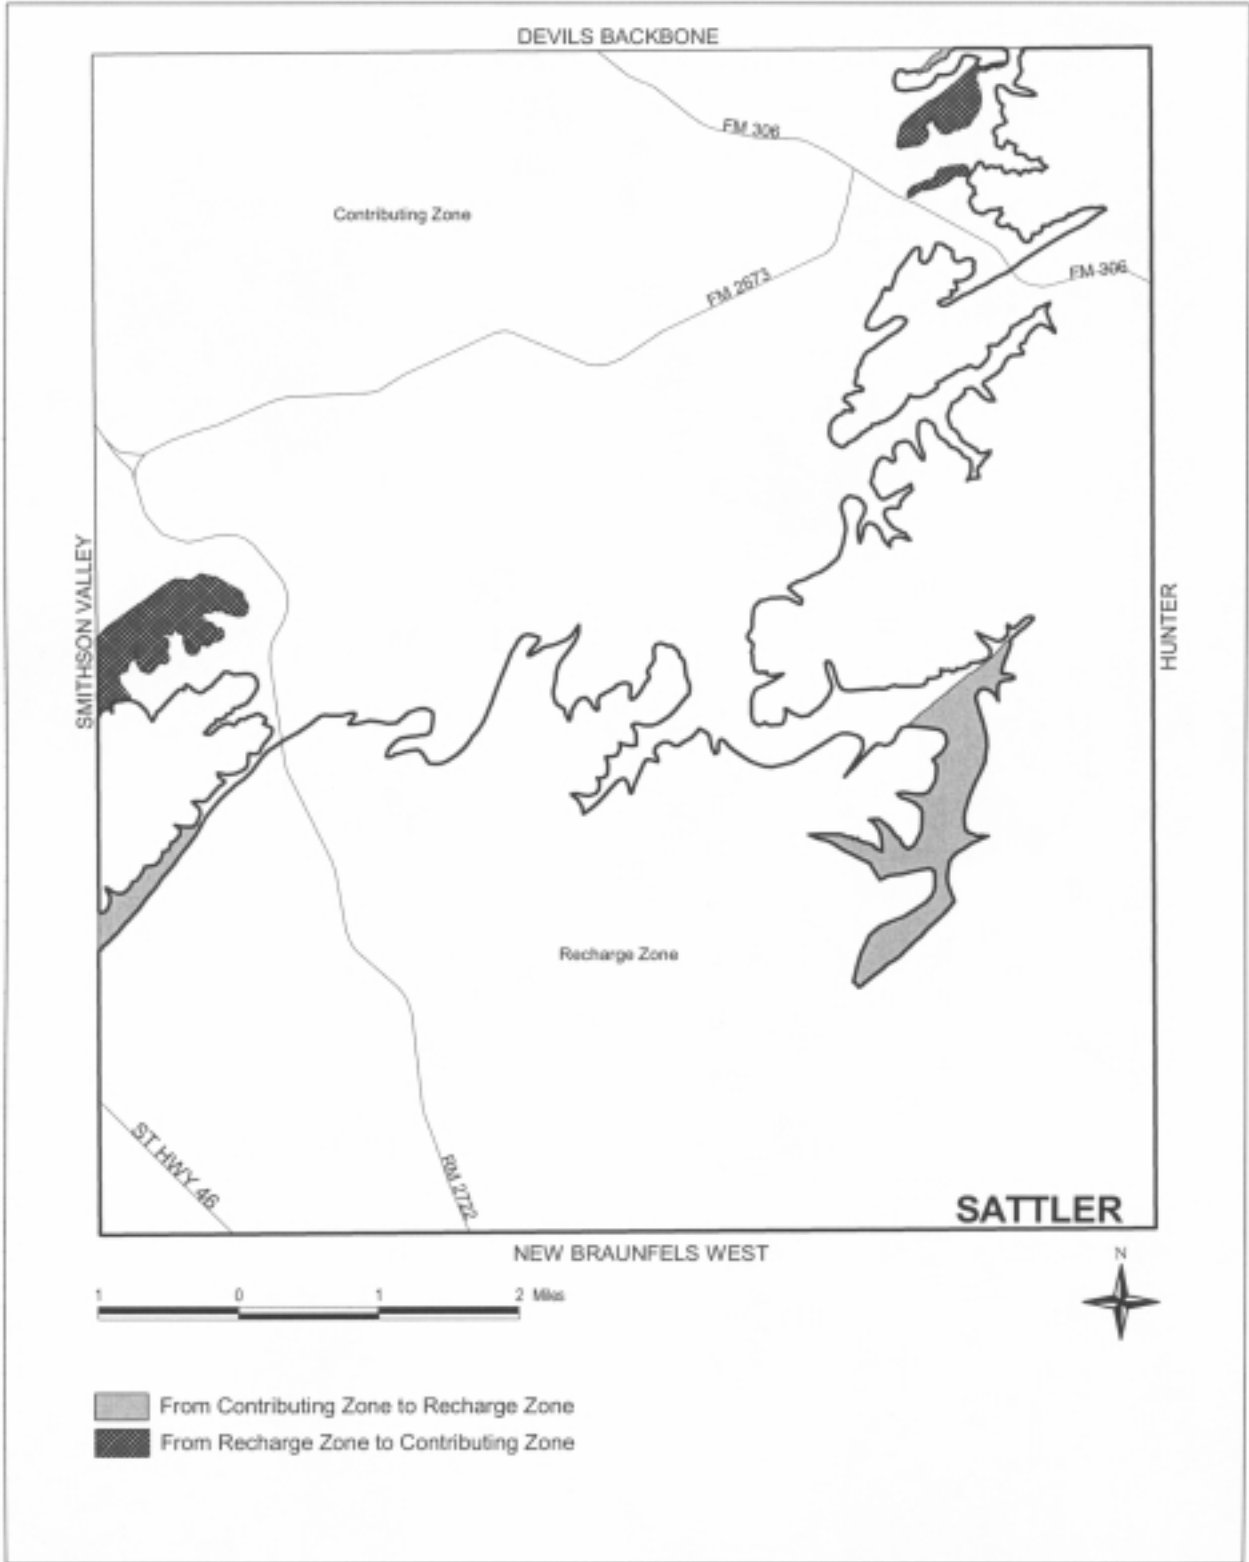 DEVILS BACKBONE
FM 306
Contributing Zone
FM 2673
FM 306
SMITHSON VALLEY
HUNTER
Recharge Zone
ST HWY 46
RM 2722
SATTLER
NEW BRAUNFELS WEST
N
1 0 1 2 Miles
From Contributing Zone to Recharge Zone
From Recharge Zone to Contributing Zone